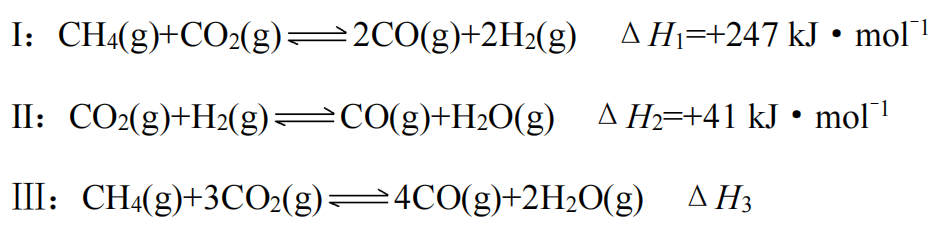 I：CH₄(g)+CO₂(g)⇌2CO(g)+2H₂(g) ΔH₁=+247 kJ•mol⁻¹
II：CO₂(g)+H₂(g)⇌CO(g)+H₂O(g) ΔH₂=+41 kJ•mol⁻¹
III：CH₄(g)+3CO₂(g)⇌4CO(g)+2H₂O(g) ΔH₃